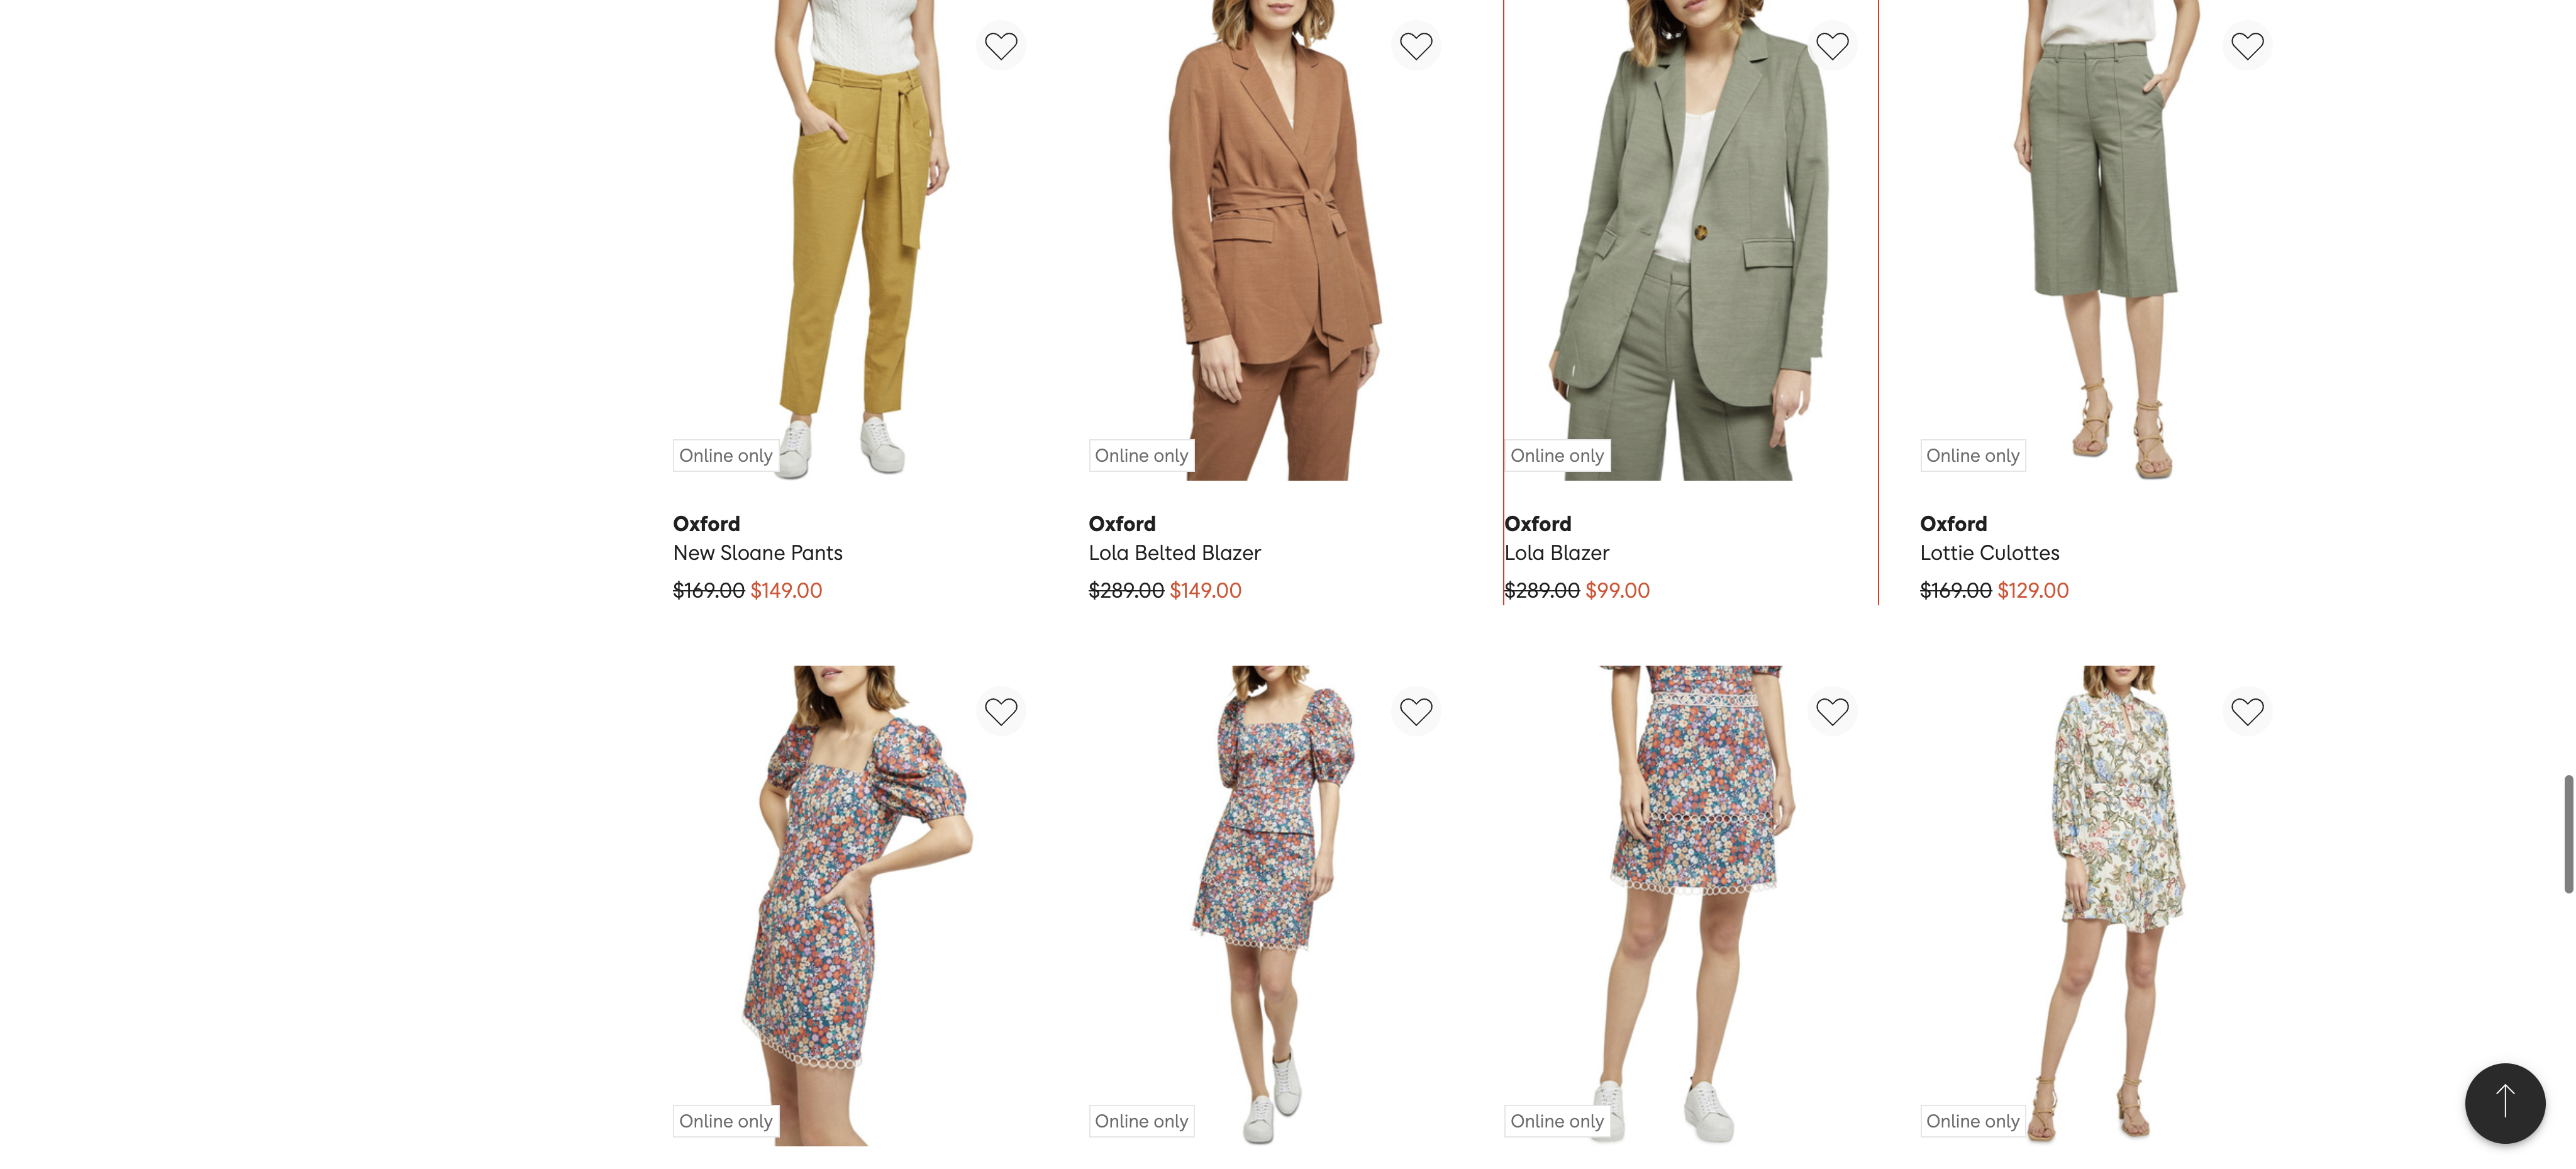 Online only
Online only
Online only
Online only
Oxford
New Sloane Pants
$169.00 $149.00
Oxford
Lola Belted Blazer
$289.00 $149.00
Oxford
Lola Blazer
$289.00 $99.00
Oxford
Lottie Culottes
$169.00 $129.00
Online only
Online only
Online only
Online only